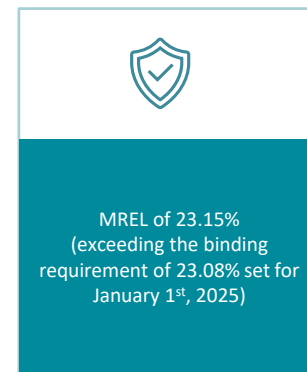 MREL of 23.15%
(exceeding the binding
requirement of 23.08% set for
January 1st, 2025)